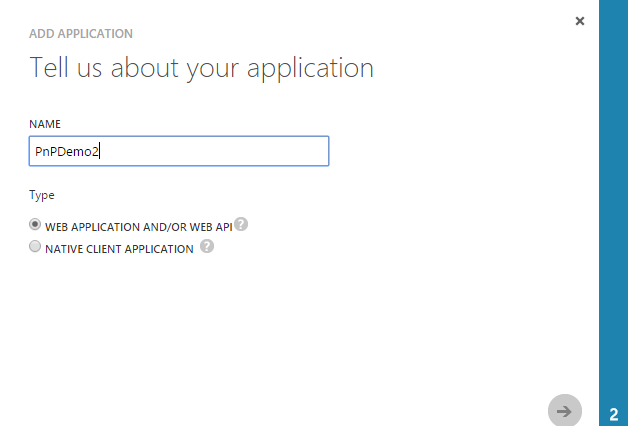 ADD APPLICATION
Tell us about your application
NAME
PnPDemo2
Type
WEB APPLICATION AND/OR WEB API ?
NATIVE CLIENT APPLICATION ?
2